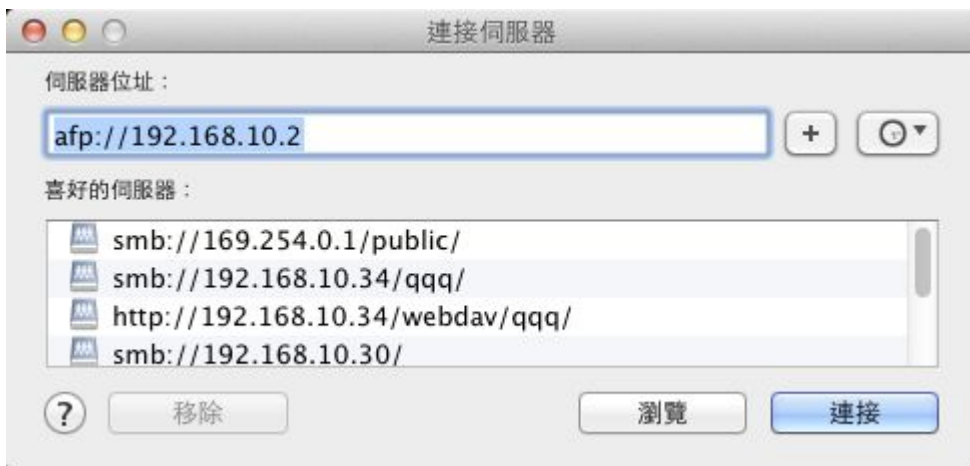 連接伺服器
伺服器位址：
afp://192.168.10.2
+
喜好的伺服器：
smb://169.254.0.1/public/
smb://192.168.10.34/qqq/
http://192.168.10.34/webdav/qqq/
smb://192.168.10.30/
? 移除 瀏覽 連接